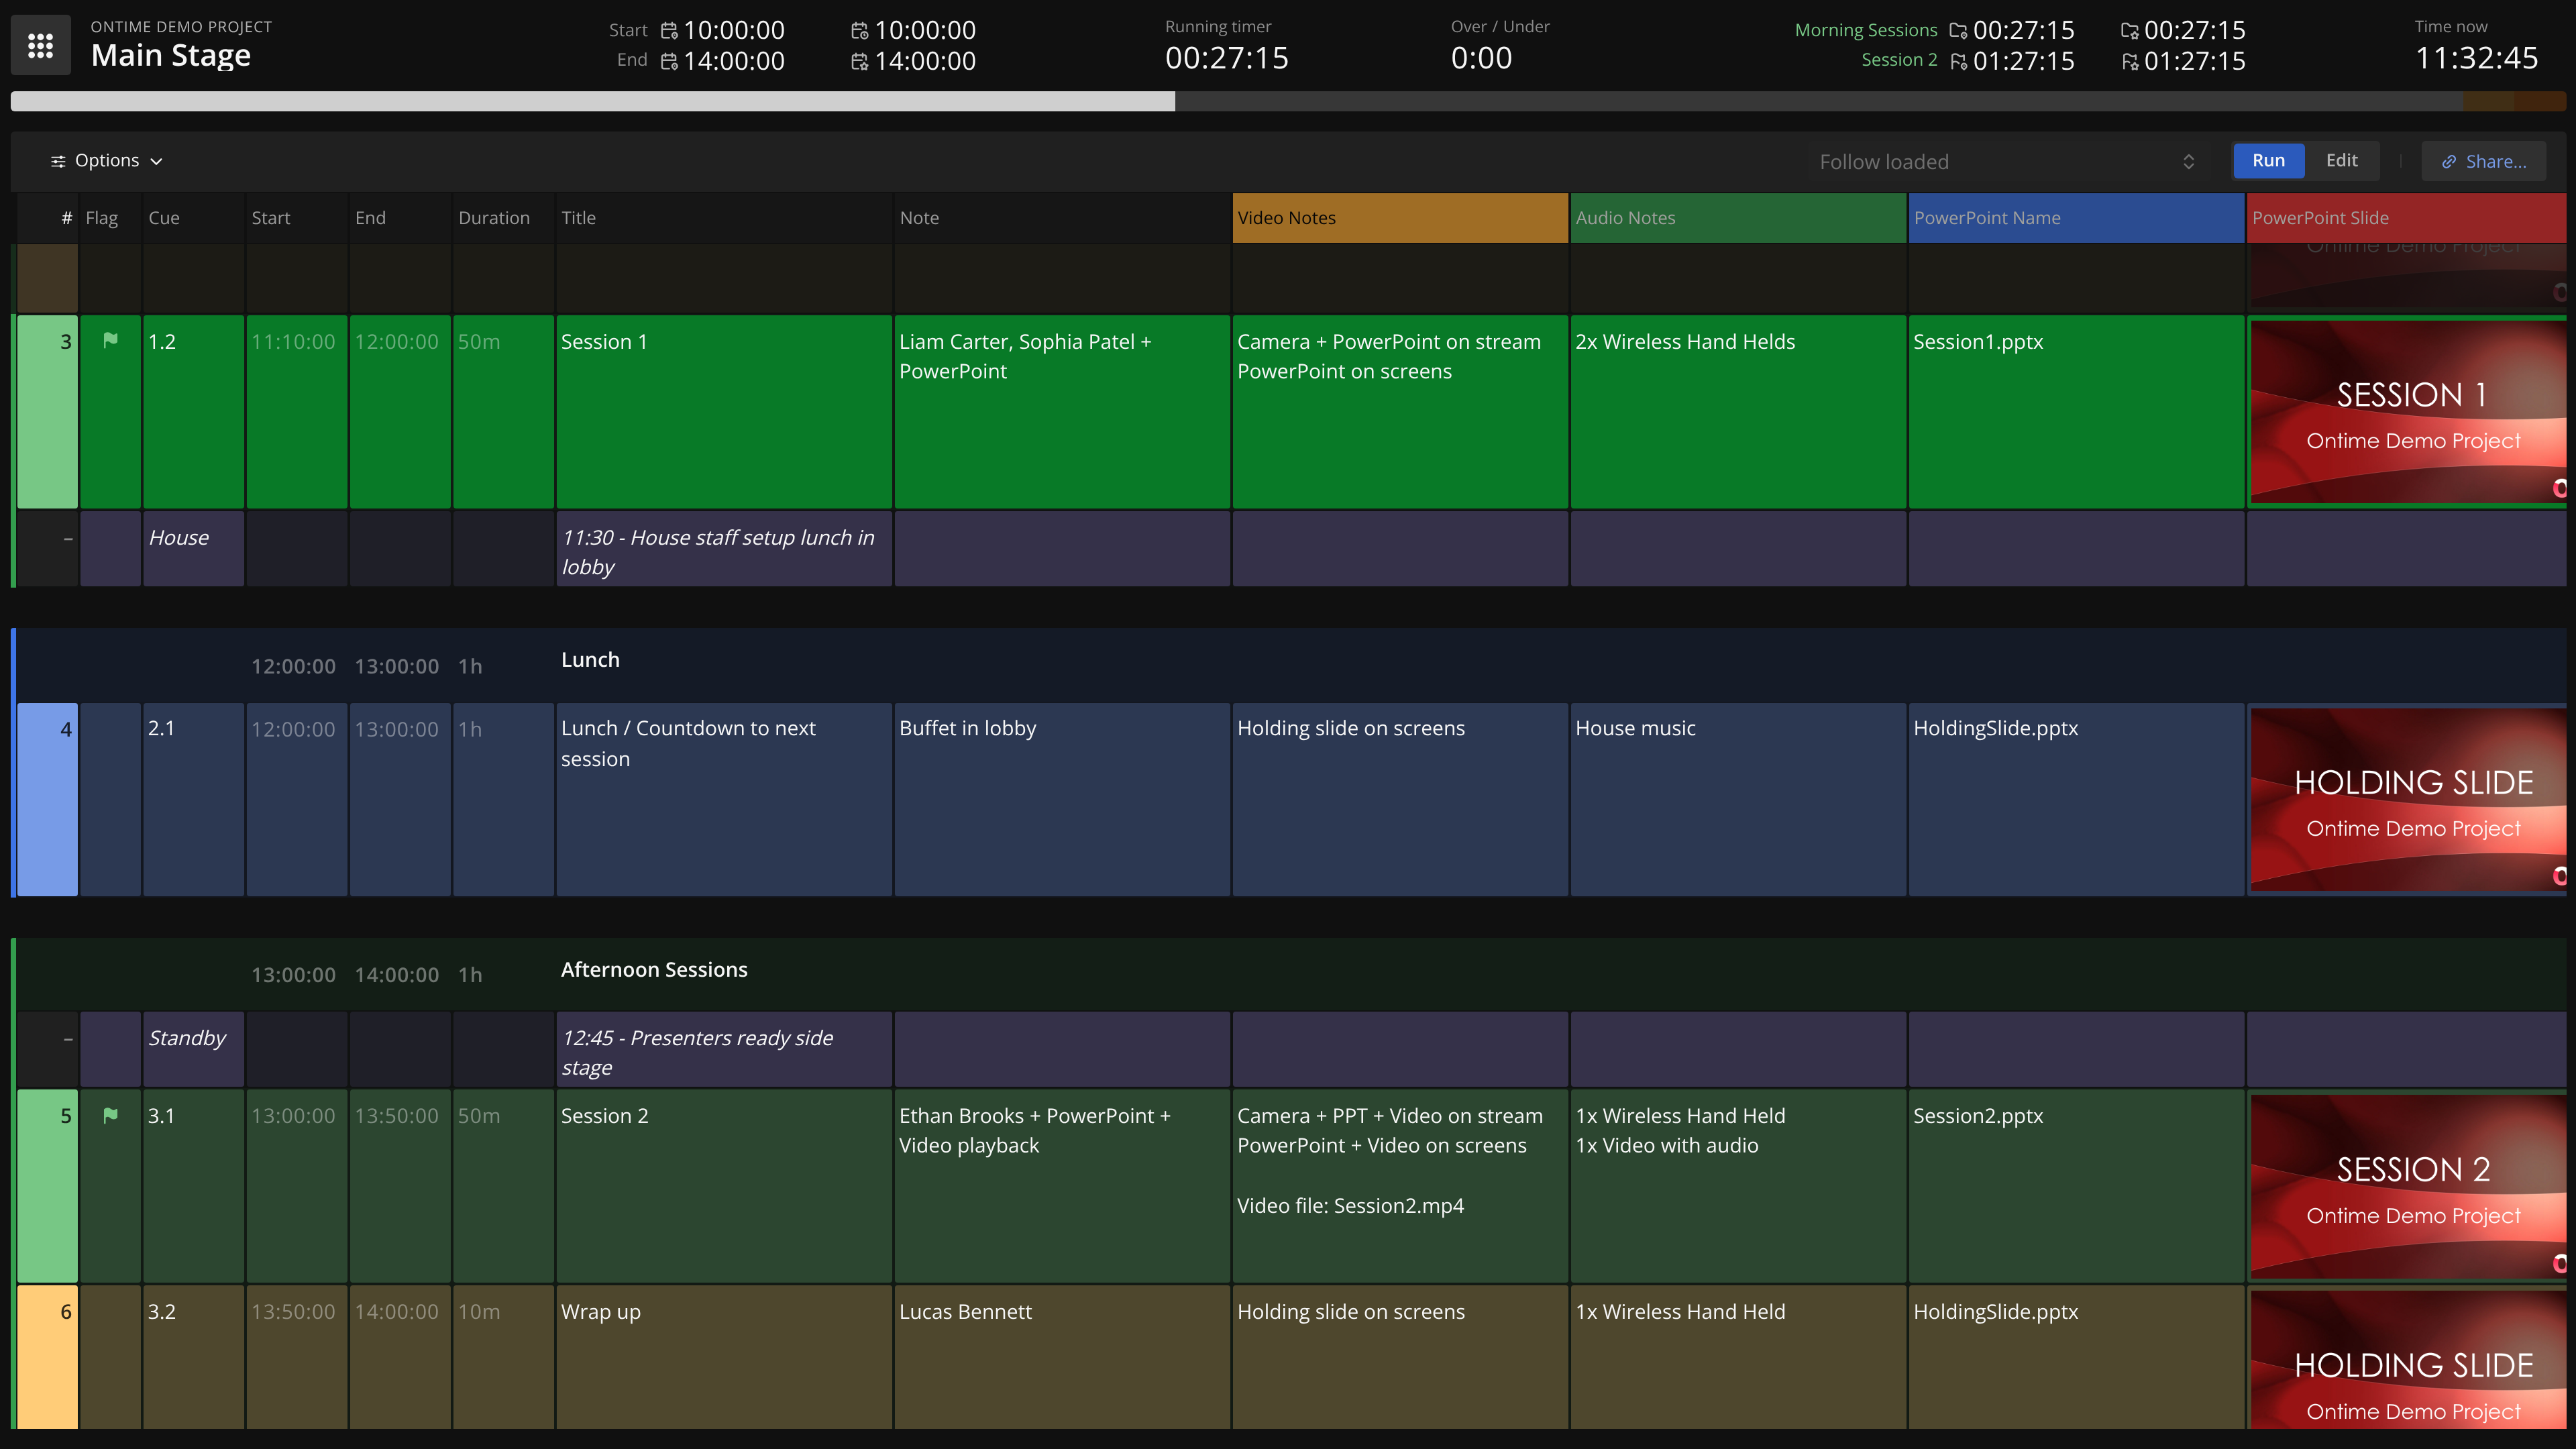 ONTIME DEMO PROJECT
Main Stage
Start 10:00:00 10:00:00
End 14:00:00 14:00:00
Running timer
00:27:15
Over / Under
0:00
Morning Sessions 00:27:15 00:27:15
Session 2 01:27:15 01:27:15
Time now
11:32:45
Options
Follow loaded
Run
Edit
Share...
# Flag Cue Start End Duration Title Note Video Notes Audio Notes PowerPoint Name PowerPoint Slide
Ontime Demo Project
3 1.2 11:10:00 12:00:00 50m Session 1
Liam Carter, Sophia Patel +
PowerPoint
Camera + PowerPoint on stream
PowerPoint on screens
2x Wireless Hand Helds
Session1.pptx
SESSION 1
Ontime Demo Project
– House
11:30 - House staff setup lunch in
lobby
12:00:00 13:00:00 1h Lunch
4 2.1 12:00:00 13:00:00 1h
Lunch / Countdown to next
session
Buffet in lobby
Holding slide on screens
House music
HoldingSlide.pptx
HOLDING SLIDE
Ontime Demo Project
13:00:00 14:00:00 1h Afternoon Sessions
– Standby
12:45 - Presenters ready side
stage
5 3.1 13:00:00 13:50:00 50m Session 2
Ethan Brooks + PowerPoint +
Video playback
Camera + PPT + Video on stream
PowerPoint + Video on screens
Video file: Session2.mp4
1x Wireless Hand Held
1x Video with audio
Session2.pptx
SESSION 2
Ontime Demo Project
6 3.2 13:50:00 14:00:00 10m Wrap up
Lucas Bennett
Holding slide on screens
1x Wireless Hand Held
HoldingSlide.pptx
HOLDING SLIDE
Ontime Demo Project